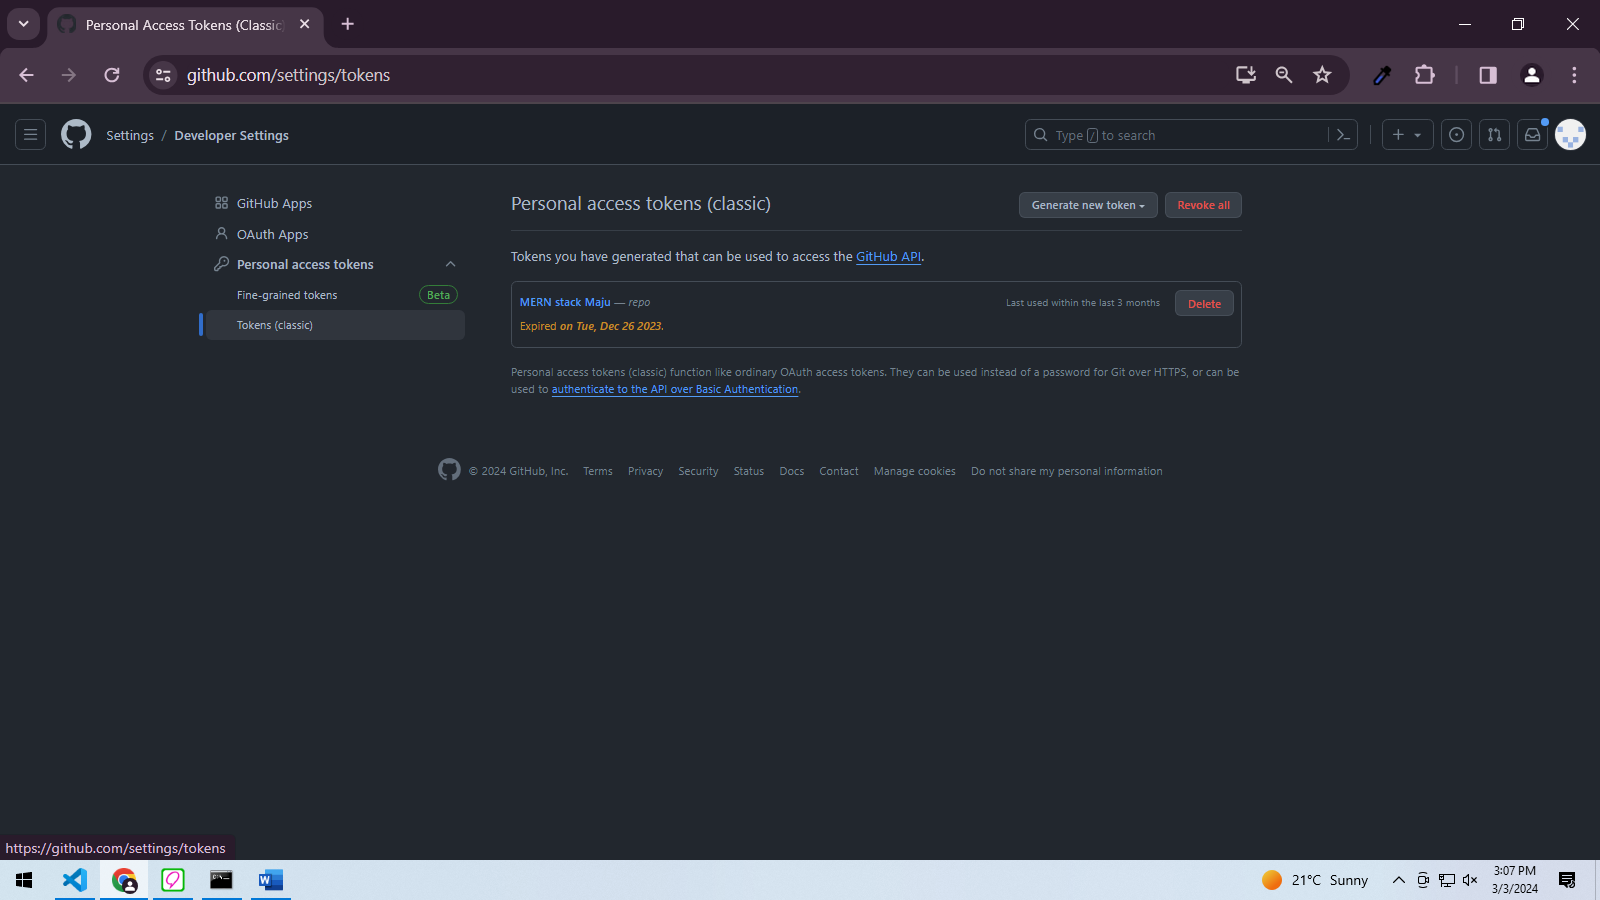 Personal Access Tokens (Classic)
github.com/settings/tokens
Settings / Developer Settings
Type / to search
GitHub Apps
OAuth Apps
Personal access tokens
Fine-grained tokens Beta
Tokens (classic)
Personal access tokens (classic)
Generate new token
Revoke all
Tokens you have generated that can be used to access the GitHub API.
MERN stack Maju — repo
Last used within the last 3 months
Delete
Expired on Tue, Dec 26 2023.
Personal access tokens (classic) function like ordinary OAuth access tokens. They can be used instead of a password for Git over HTTPS, or can be
used to authenticate to the API over Basic Authentication.
© 2024 GitHub, Inc. Terms Privacy Security Status Docs Contact Manage cookies Do not share my personal information
https://github.com/settings/tokens
21°C Sunny
3:07 PM
3/3/2024